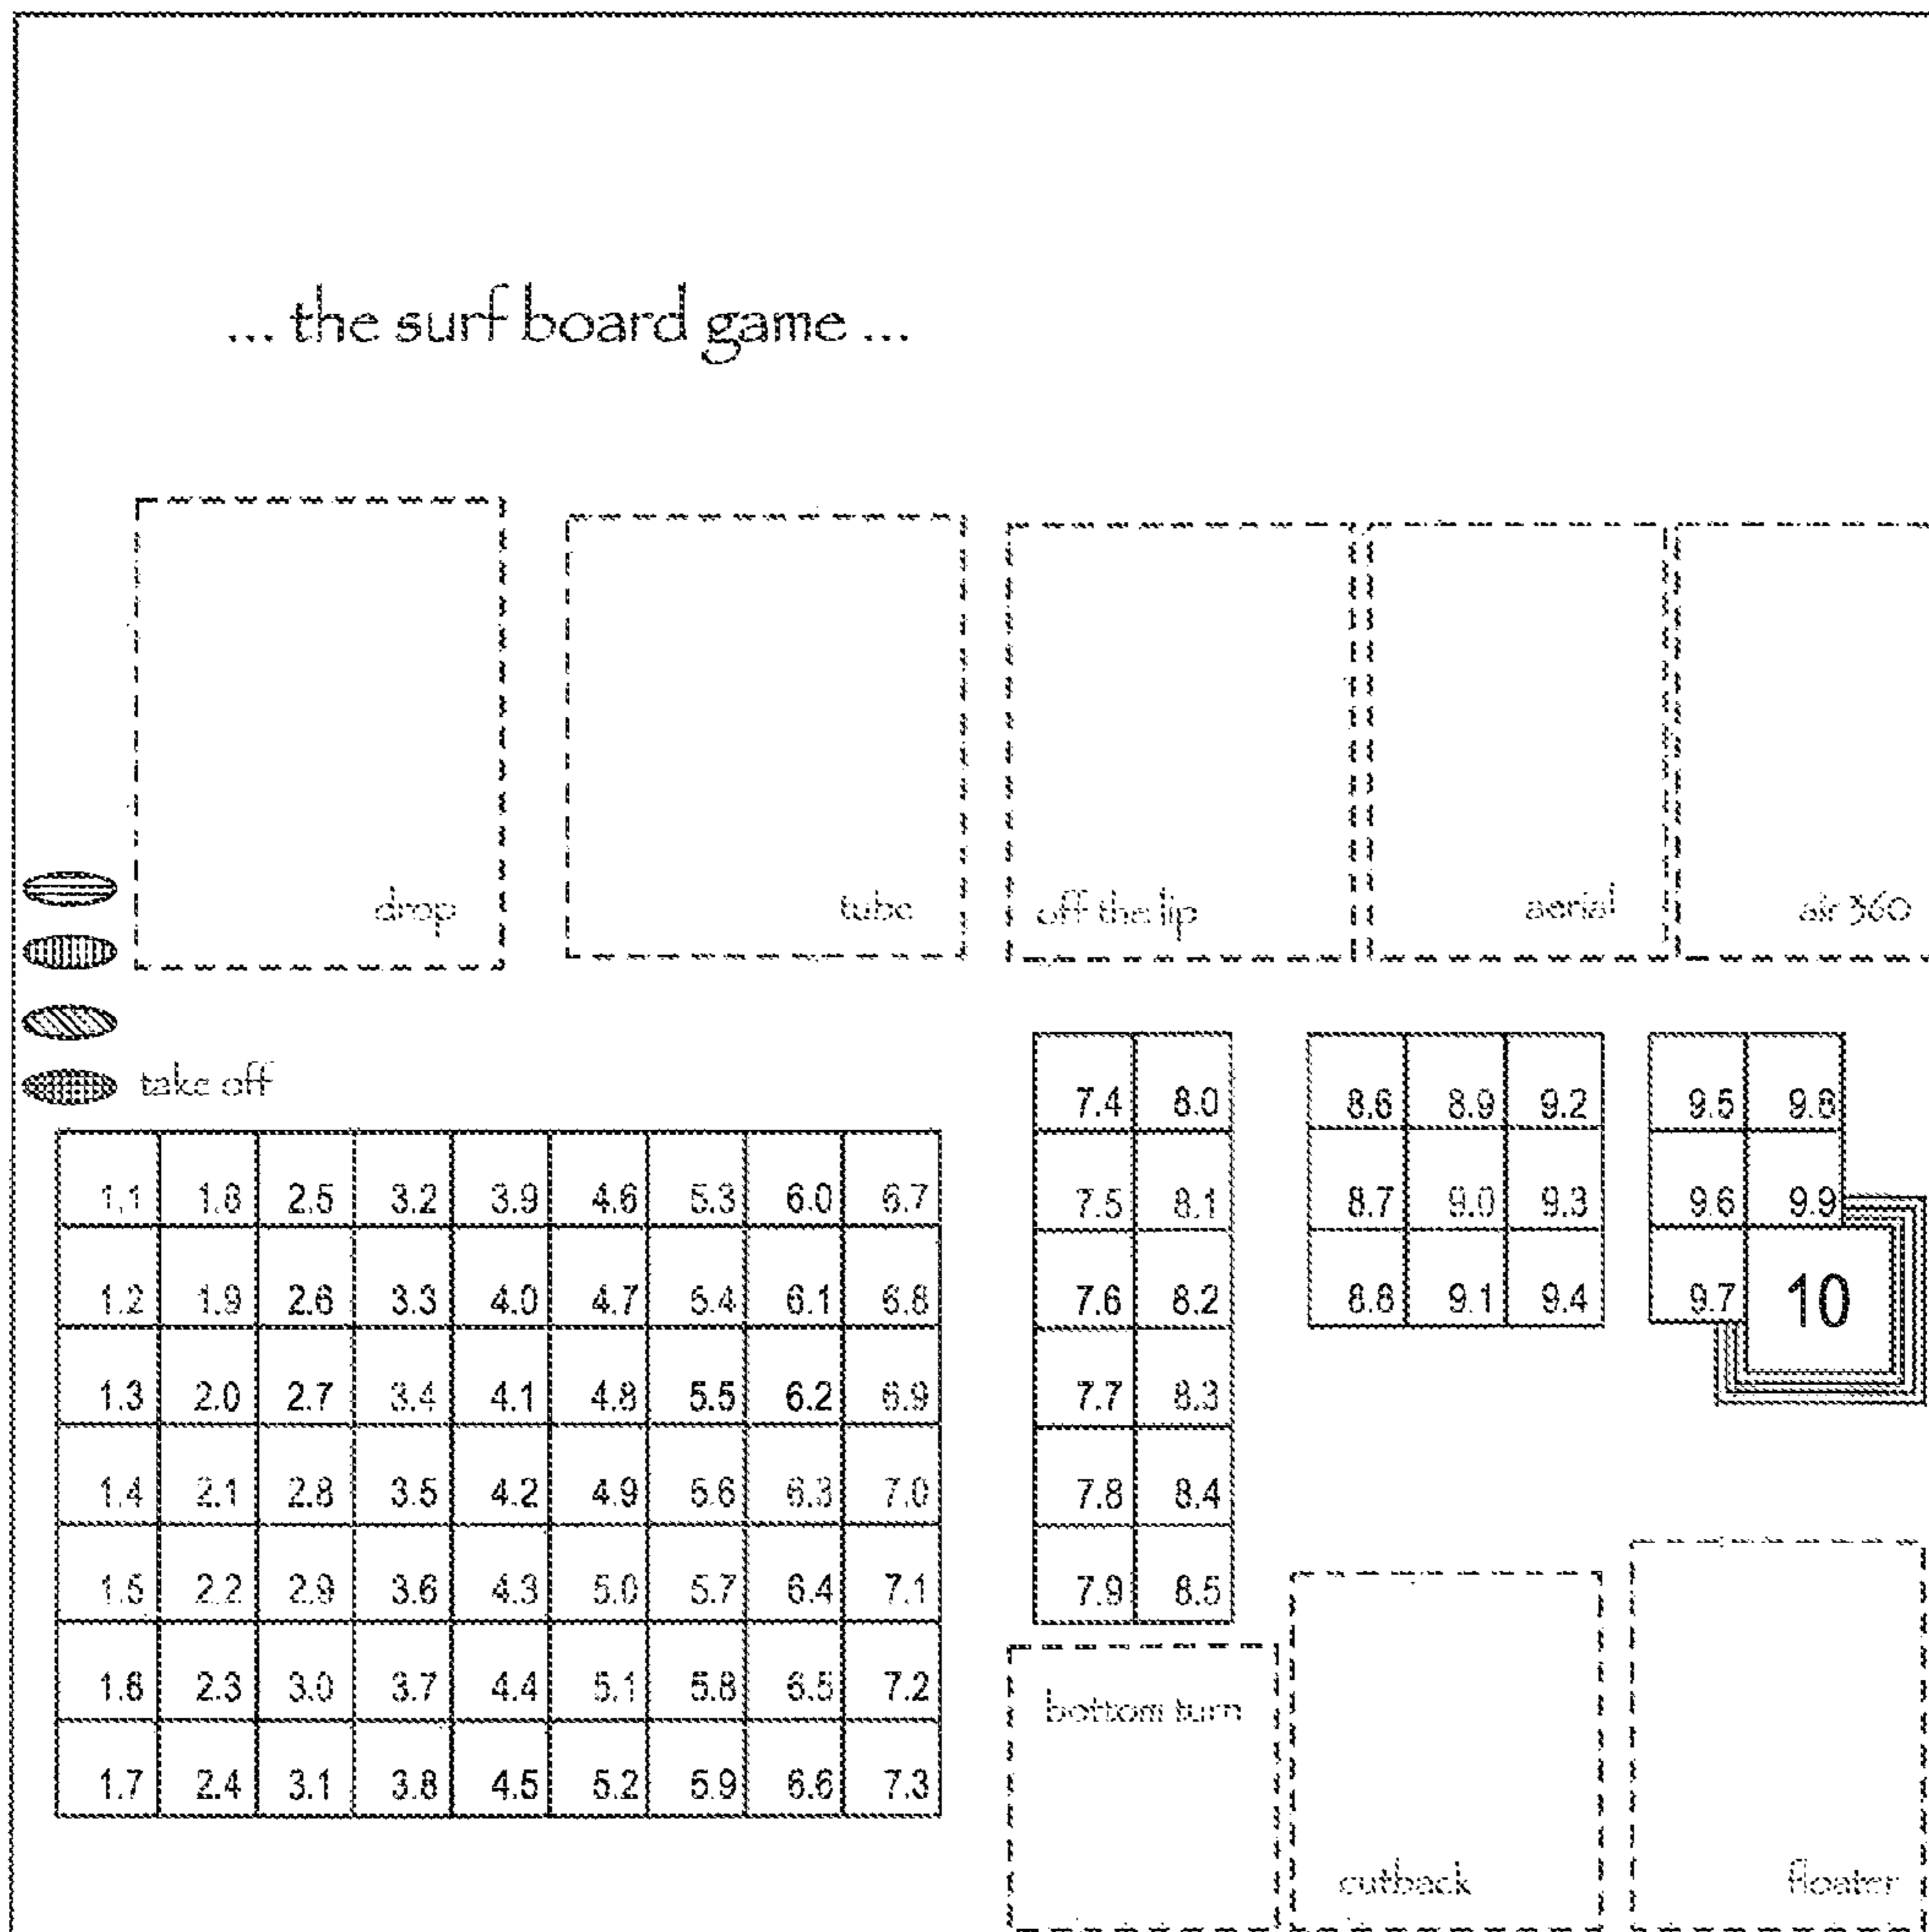 ... the surf board game ...
drop
tube
off the lip
aerial
air 360
take off
1.1 1.8 2.5 3.2 3.9 4.6 5.3 6.0 6.7
1.2 1.9 2.6 3.3 4.0 4.7 5.4 6.1 6.8
1.3 2.0 2.7 3.4 4.1 4.8 5.5 6.2 6.9
1.4 2.1 2.8 3.5 4.2 4.9 5.6 6.3 7.0
1.5 2.2 2.9 3.6 4.3 5.0 5.7 6.4 7.1
1.6 2.3 3.0 3.7 4.4 5.1 5.8 6.5 7.2
1.7 2.4 3.1 3.8 4.5 5.2 5.9 6.6 7.3
7.4 8.0
7.5 8.1
7.6 8.2
7.7 8.3
7.8 8.4
7.9 8.5
8.6 8.9 9.2
8.7 9.0 9.3
8.8 9.1 9.4
9.5 9.8
9.6 9.9
9.7 10
bottom turn
cutback
floater